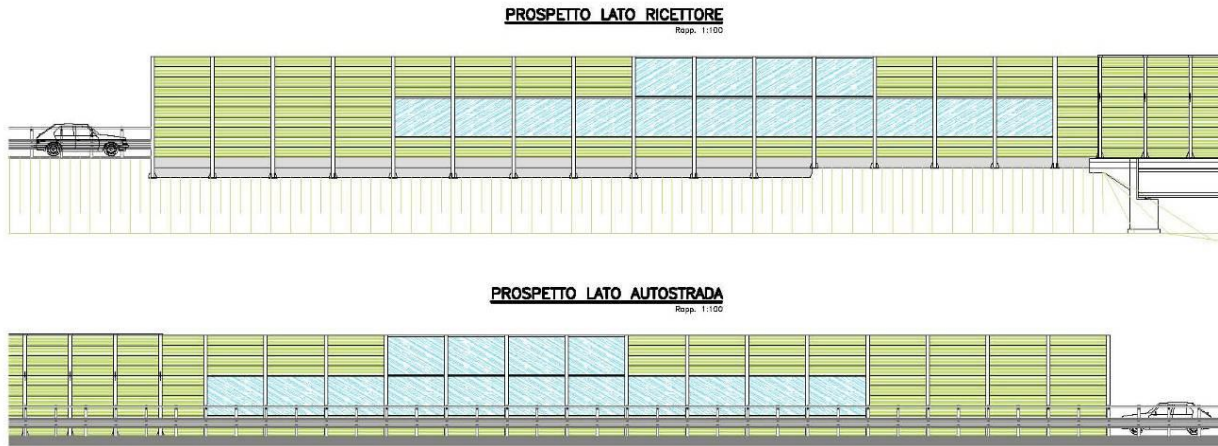 PROSPETTO LATO RICETTORE
Rapp. 1:100
PROSPETTO LATO AUTOSTRADA
Rapp. 1:100